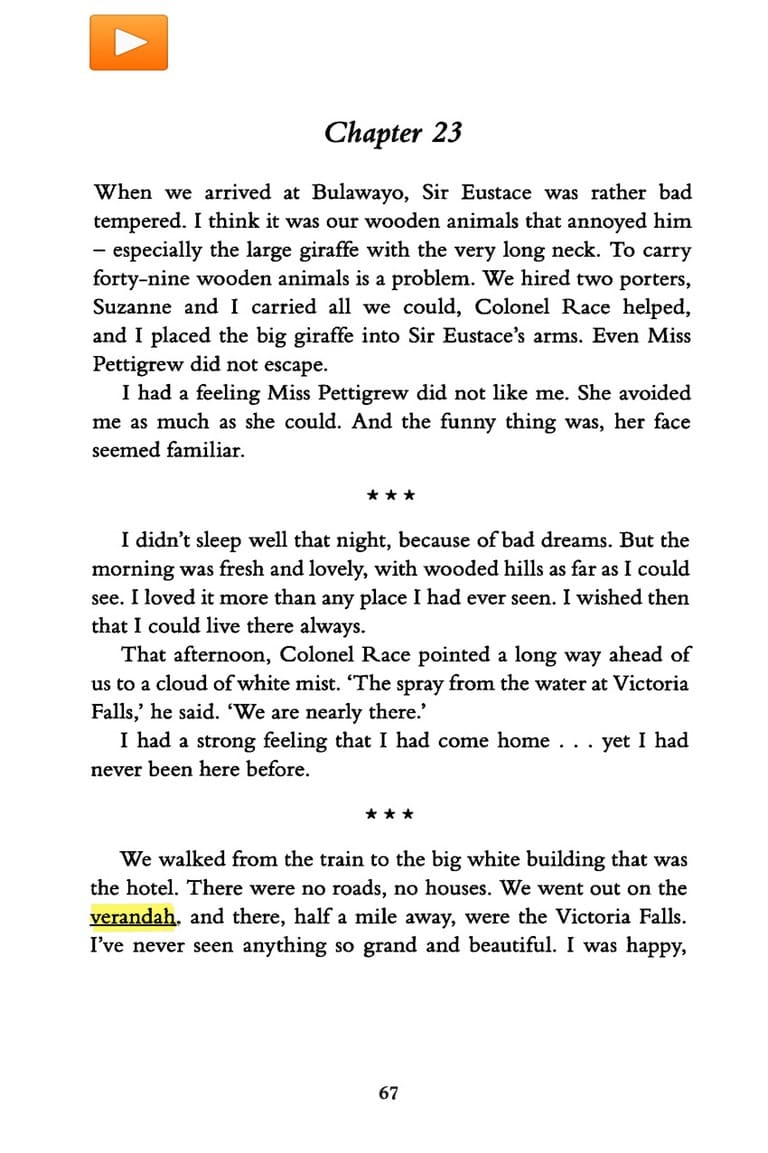 Chapter 23
When we arrived at Bulawayo, Sir Eustace was rather bad
tempered. I think it was our wooden animals that annoyed him
– especially the large giraffe with the very long neck. To carry
forty-nine wooden animals is a problem. We hired two porters,
Suzanne and I carried all we could, Colonel Race helped,
and I placed the big giraffe into Sir Eustace’s arms. Even Miss
Pettigrew did not escape.
I had a feeling Miss Pettigrew did not like me. She avoided
me as much as she could. And the funny thing was, her face
seemed familiar.
★ ★ ★
I didn’t sleep well that night, because of bad dreams. But the
morning was fresh and lovely, with wooded hills as far as I could
see. I loved it more than any place I had ever seen. I wished then
that I could live there always.
That afternoon, Colonel Race pointed a long way ahead of
us to a cloud of white mist. ‘The spray from the water at Victoria
Falls,’ he said. ‘We are nearly there.’
I had a strong feeling that I had come home . . . yet I had
never been here before.
★ ★ ★
We walked from the train to the big white building that was
the hotel. There were no roads, no houses. We went out on the
verandah, and there, half a mile away, were the Victoria Falls.
I’ve never seen anything so grand and beautiful. I was happy,
67